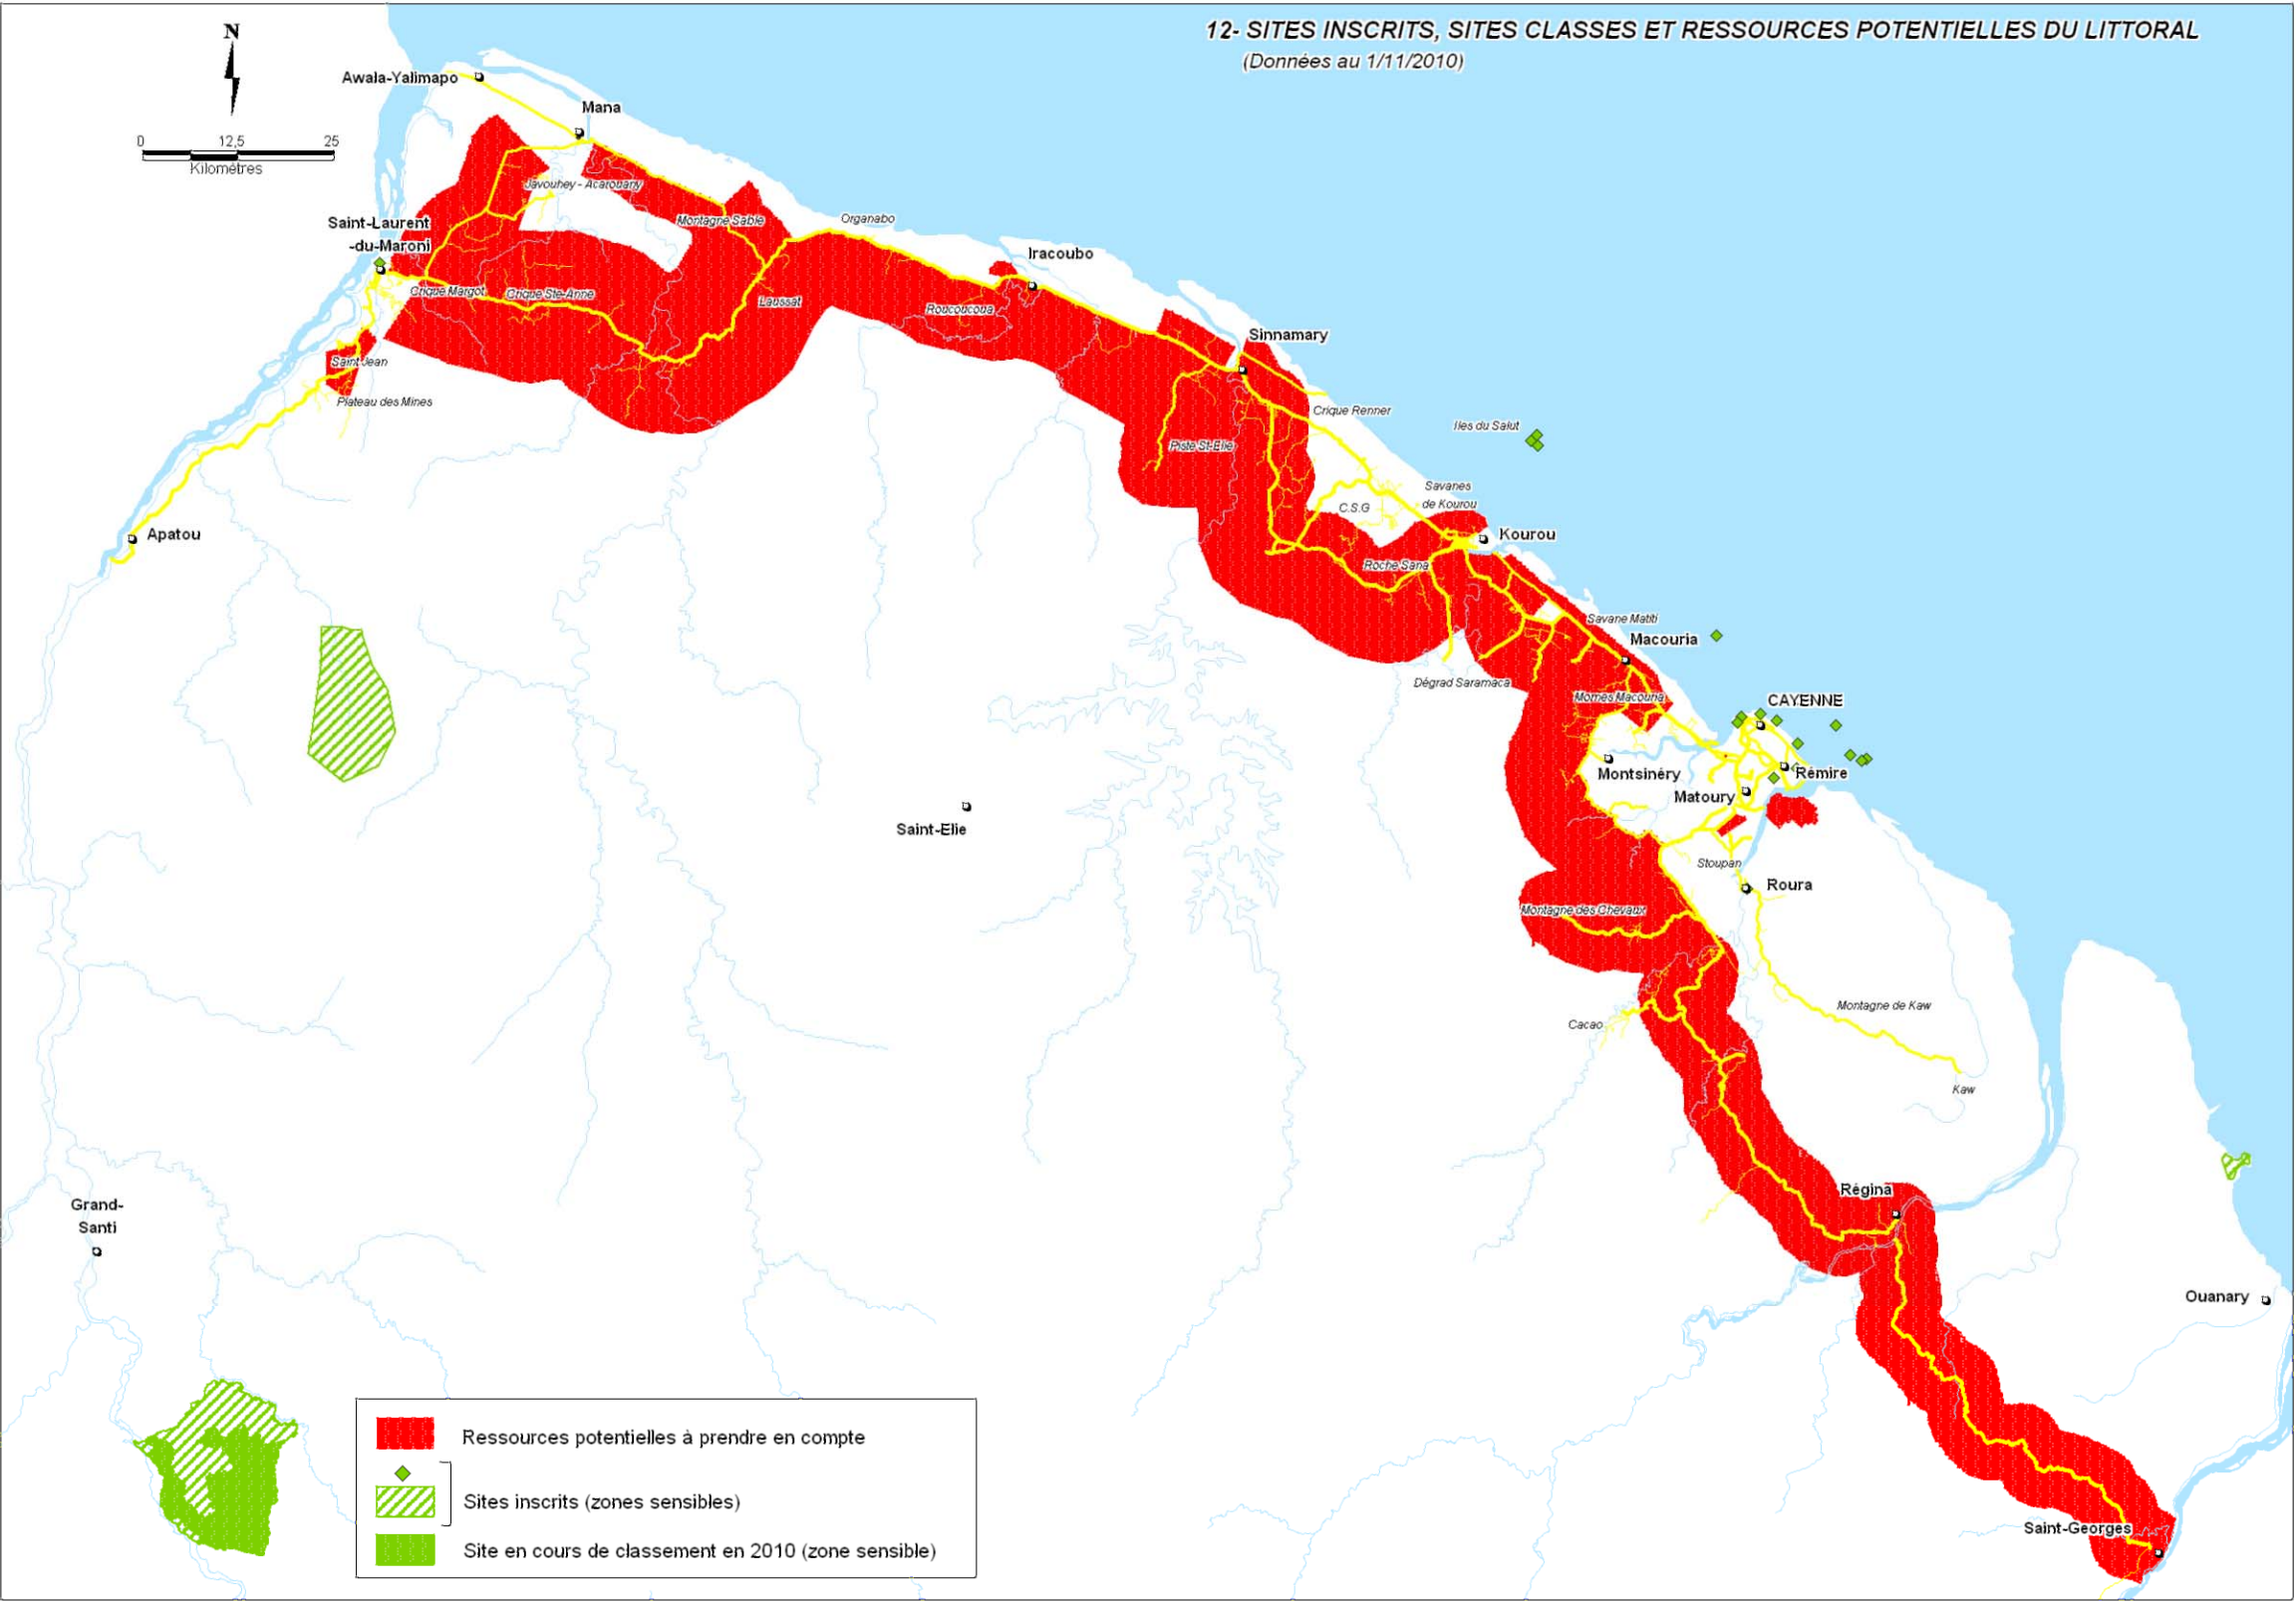 12- SITES INSCRITS, SITES CLASSES ET RESSOURCES POTENTIELLES DU LITTORAL
(Données au 1/11/2010)
N
0 12,5 25
Kilomètres
Awala-Yalimapo
Mana
Javouhey - Acarouany
Saint-Laurent
-du-Maroni
Montagne Sable
Organabo
Iracoubo
Crique Margot
Crique Ste-Anne
Laussat
Roucoucoua
Sinnamary
Saint Jean
Plateau des Mines
Crique Renner
Iles du Salut
Piste St-Elie
Savanes
de Kourou
C.S.G
Apatou
Kourou
Roche Sana
Savane Matiti
Macouria
Dégrad Saramaca
Mornes Macouria
CAYENNE
Montsinéry
Rémire
Matoury
Saint-Elie
Stoupan
Roura
Montagne des Chevaux
Montagne de Kaw
Cacao
Kaw
Régina
Grand-
Santi
Ouanary
Saint-Georges
Ressources potentielles à prendre en compte
Sites inscrits (zones sensibles)
Site en cours de classement en 2010 (zone sensible)